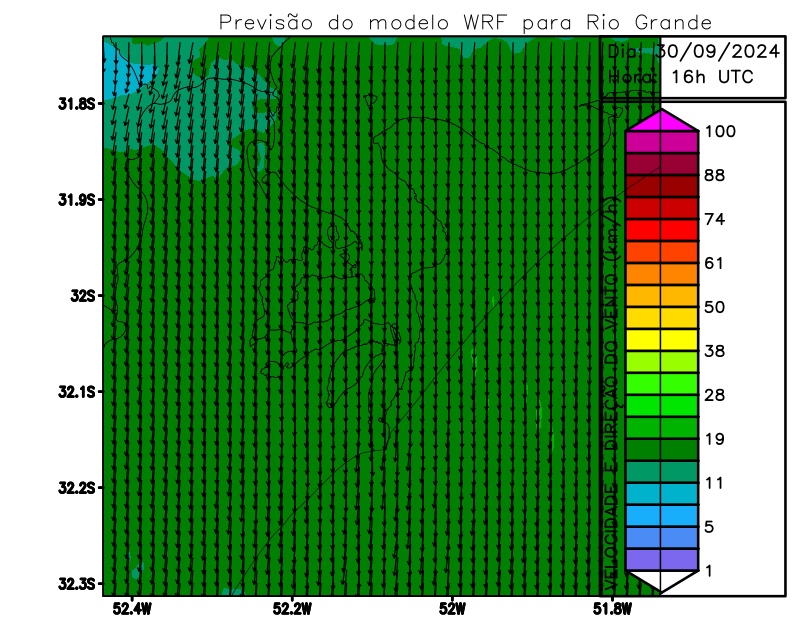 Previsão do modelo WRF para Rio Grande
Dia: 30/09/2024
Hora: 16h UTC
31.8S
31.9S
32S
32.1S
32.2S
32.3S
52.4W
52.2W
52W
51.8W
VELOCIDADE E DIREÇÃO DO VENTO (km/h)
100
88
74
61
50
38
28
19
11
5
1